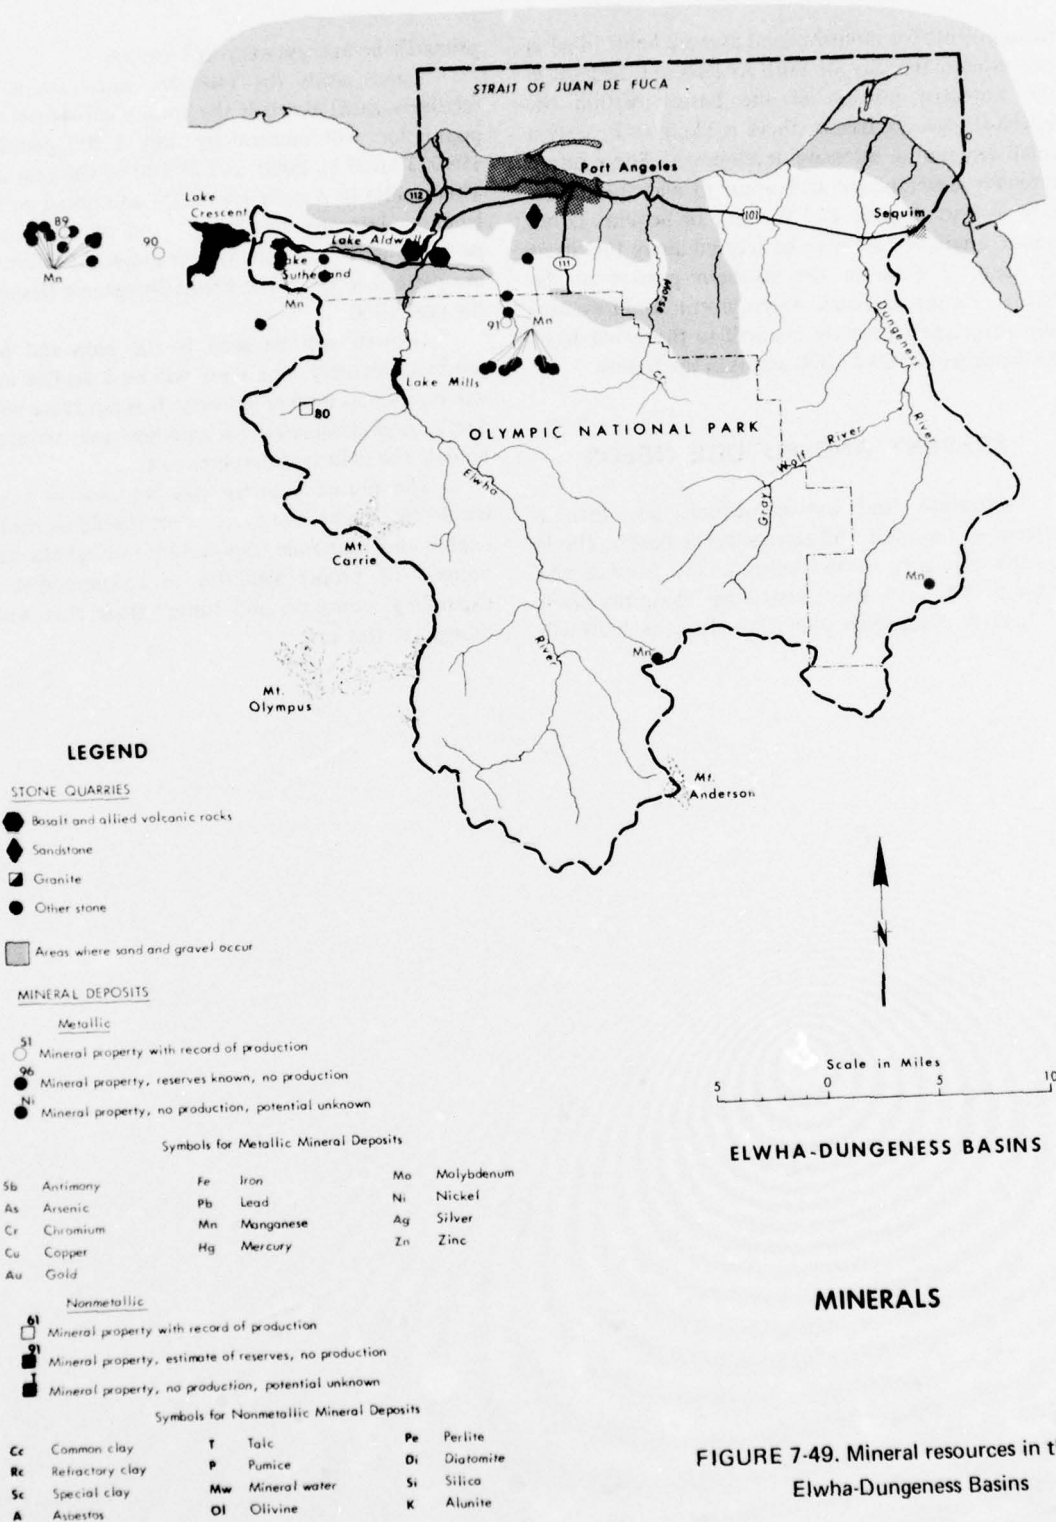 STRAIT OF JUAN DE FUCA
Port Angeles
112
101
111
Sequim
Lake
Crescent
Lake Aldwell
Lake
Sutherland
89
90
Mn
Mn
91
Mn
Morse
Cr.
Dungeness
River
Lake Mills
80
OLYMPIC NATIONAL PARK
Elwha
River
Gray
Wolf
River
Mt.
Carrie
Mn
Mn
Mt.
Olympus
Mt.
Anderson
LEGEND
STONE QUARRIES
Basalt and allied volcanic rocks
Sandstone
Granite
Other stone
Areas where sand and gravel occur
MINERAL DEPOSITS
Metallic
51
Mineral property with record of production
96
Mineral property, reserves known, no production
Ni
Mineral property, no production, potential unknown
Symbols for Metallic Mineral Deposits
Sb Antimony
As Arsenic
Cr Chromium
Cu Copper
Au Gold
Fe Iron
Pb Lead
Mn Manganese
Hg Mercury
Mo Molybdenum
Ni Nickel
Ag Silver
Zn Zinc
Nonmetallic
61
Mineral property with record of production
91
Mineral property, estimate of reserves, no production
T
Mineral property, no production, potential unknown
Symbols for Nonmetallic Mineral Deposits
Cc Common clay
Rc Refractory clay
Sc Special clay
A Asbestos
T Talc
P Pumice
Mw Mineral water
Ol Olivine
Pe Perlite
Di Diatomite
Si Silica
K Alunite
N
Scale in Miles
5 0 5 10
ELWHA-DUNGENESS BASINS
MINERALS
FIGURE 7-49. Mineral resources in th
Elwha-Dungeness Basins